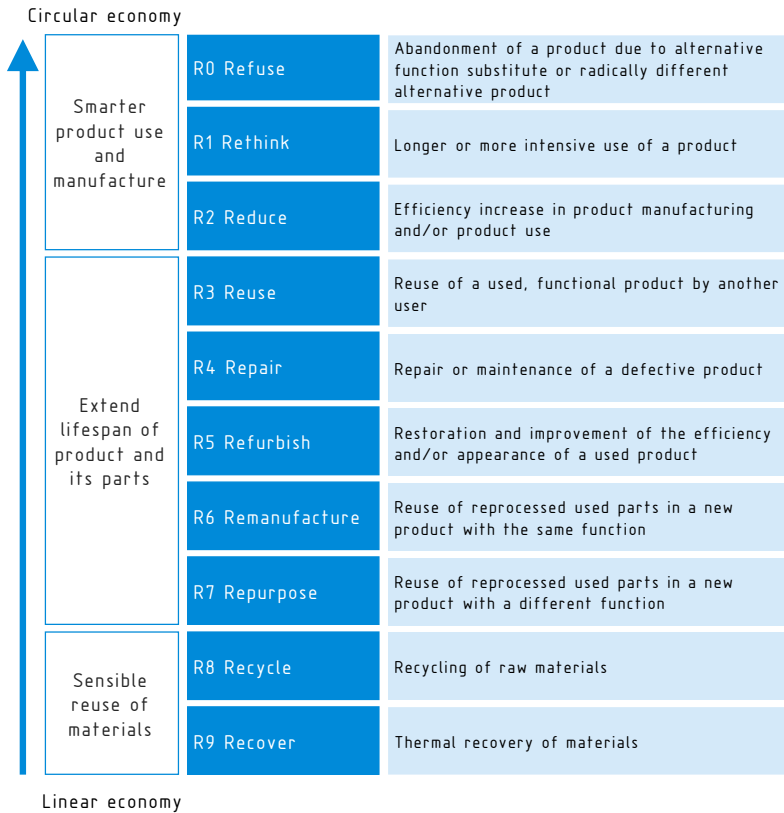 Circular economy
Smarter
product use
and
manufacture
R0 Refuse
Abandonment of a product due to alternative
function substitute or radically different
alternative product
R1 Rethink
Longer or more intensive use of a product
R2 Reduce
Efficiency increase in product manufacturing
and/or product use
Extend
lifespan of
product and
its parts
R3 Reuse
Reuse of a used, functional product by another
user
R4 Repair
Repair or maintenance of a defective product
R5 Refurbish
Restoration and improvement of the efficiency
and/or appearance of a used product
R6 Remanufacture
Reuse of reprocessed used parts in a new
product with the same function
R7 Repurpose
Reuse of reprocessed used parts in a new
product with a different function
Sensible
reuse of
materials
R8 Recycle
Recycling of raw materials
R9 Recover
Thermal recovery of materials
Linear economy